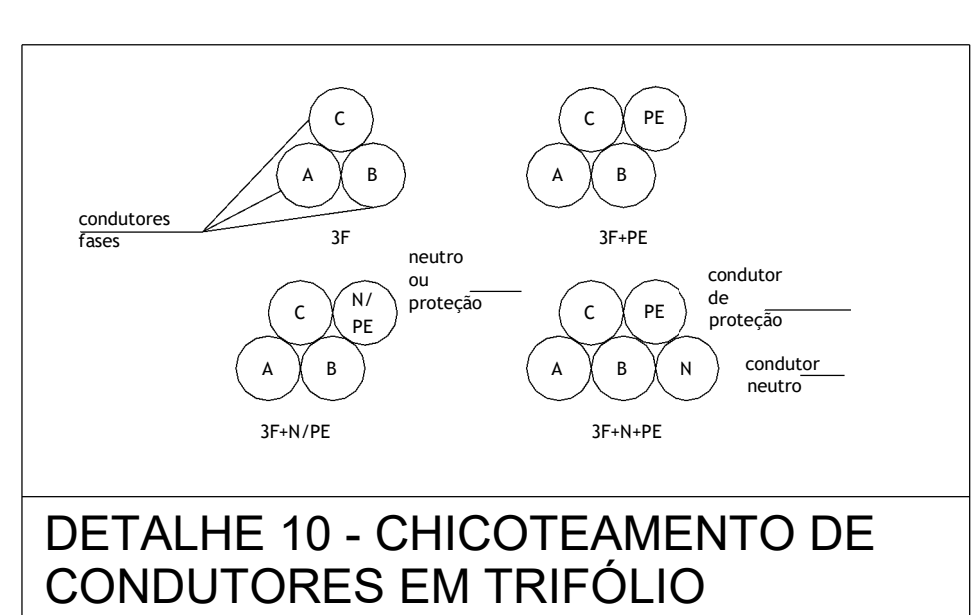 C
A
B
condutores
fases
3F
C
PE
A
B
3F+PE
C
N/
PE
A
B
neutro
ou
proteção
3F+N/PE
C
PE
A
B
N
condutor
de
proteção
condutor
neutro
3F+N+PE
DETALHE 10 - CHICOTEAMENTO DE
CONDUTORES EM TRIFÓLIO